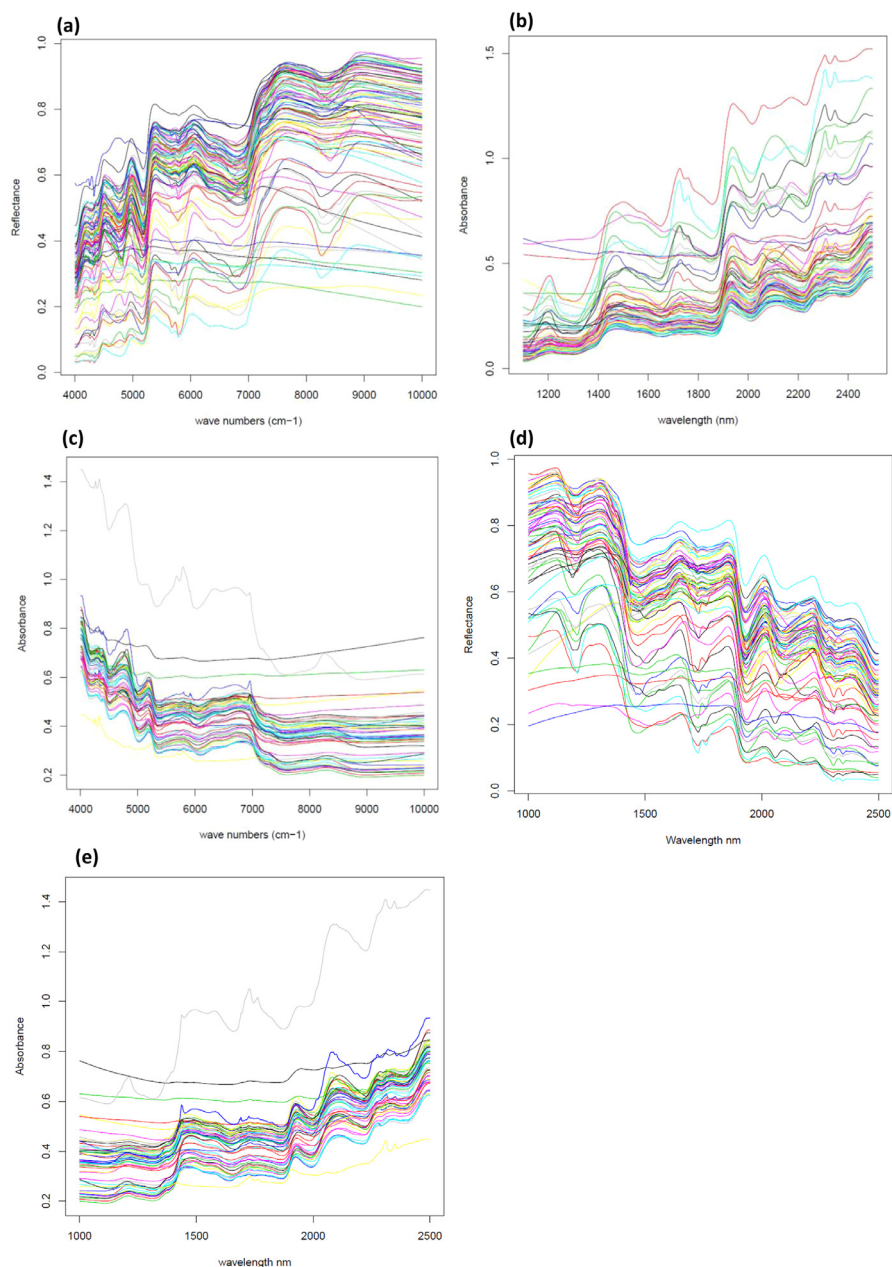 (a)
Reflectance
1.0
0.8
0.6
0.4
0.2
0.0
4000 5000 6000 7000 8000 9000 10000
wave numbers (cm−1)
(b)
Absorbance
1.5
1.0
0.5
0.0
1200 1400 1600 1800 2000 2200 2400
wavelength (nm)
(c)
Absorbance
1.4
1.2
1.0
0.8
0.6
0.4
0.2
4000 5000 6000 7000 8000 9000 10000
wave numbers (cm−1)
(d)
Reflectance
1.0
0.8
0.6
0.4
0.2
0.0
1000 1500 2000 2500
Wavelength nm
(e)
Absorbance
1.4
1.2
1.0
0.8
0.6
0.4
0.2
1000 1500 2000 2500
wavelength nm